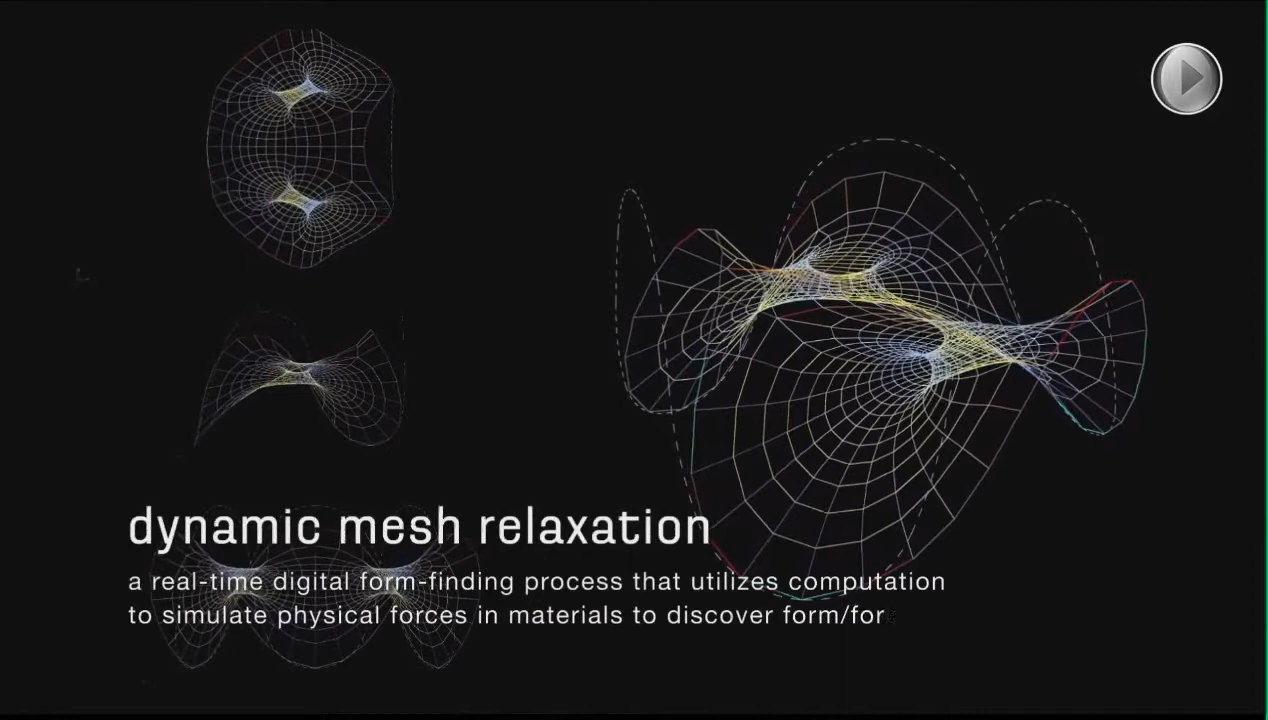 dynamic mesh relaxation
a real-time digital form-finding process that utilizes computation
to simulate physical forces in materials to discover form/for